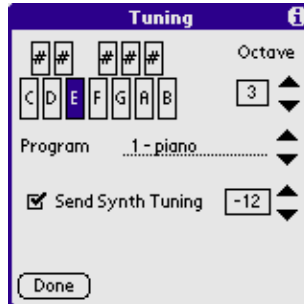 Tuning i
# # # # #
Octave
C D E F G A B
3
Program 1 - piano
Send Synth Tuning -12
Done